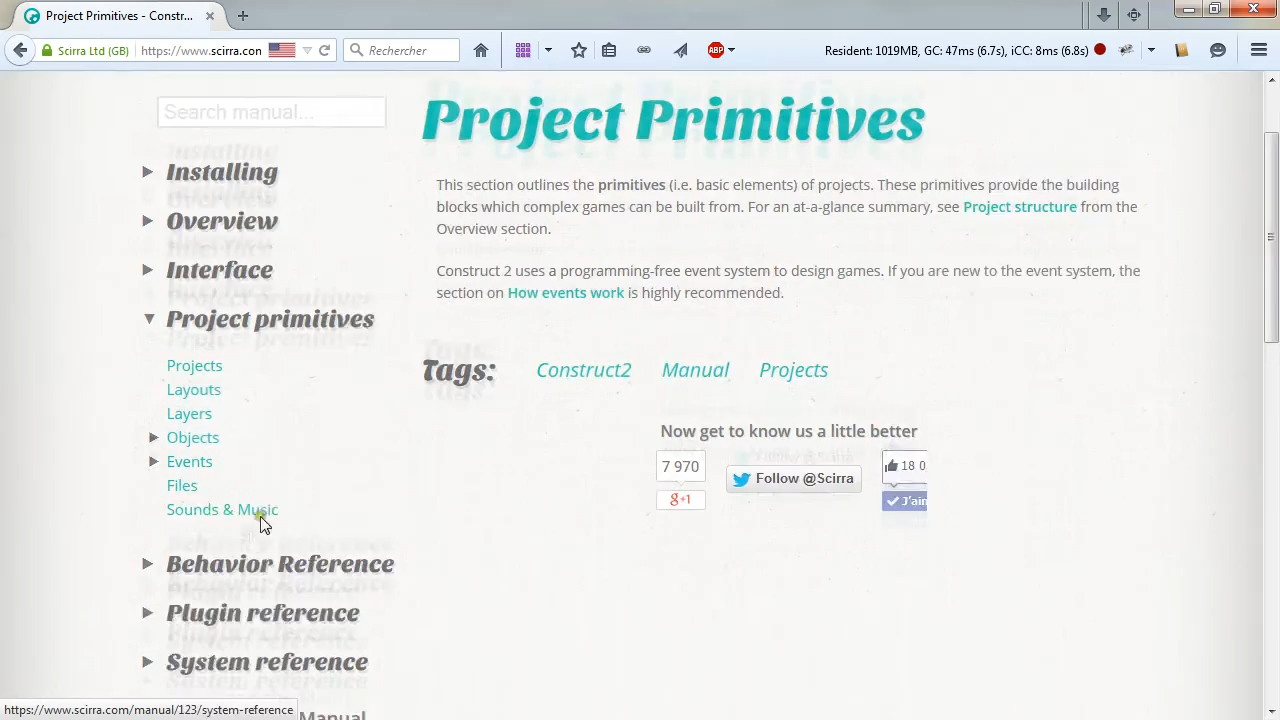 Project Primitives - Constr...
Scirra Ltd (GB)
https://www.scirra.con
Rechercher
ABP
Resident: 1019MB, GC: 47ms (6.7s), iCC: 8ms (6.8s)
Search manual...
Installing
Overview
Interface
Project primitives
Projects
Layouts
Layers
Objects
Events
Files
Sounds & Music
Behavior Reference
Plugin reference
System reference
Manual
Project Primitives
This section outlines the primitives (i.e. basic elements) of projects. These primitives provide the building
blocks which complex games can be built from. For an at-a-glance summary, see Project structure from the
Overview section.
Construct 2 uses a programming-free event system to design games. If you are new to the event system, the
section on How events work is highly recommended.
Tags:
Construct2
Manual
Projects
Now get to know us a little better
7 970
g+1
Follow @Scirra
18 0
J'ain
https://www.scirra.com/manual/123/system-reference